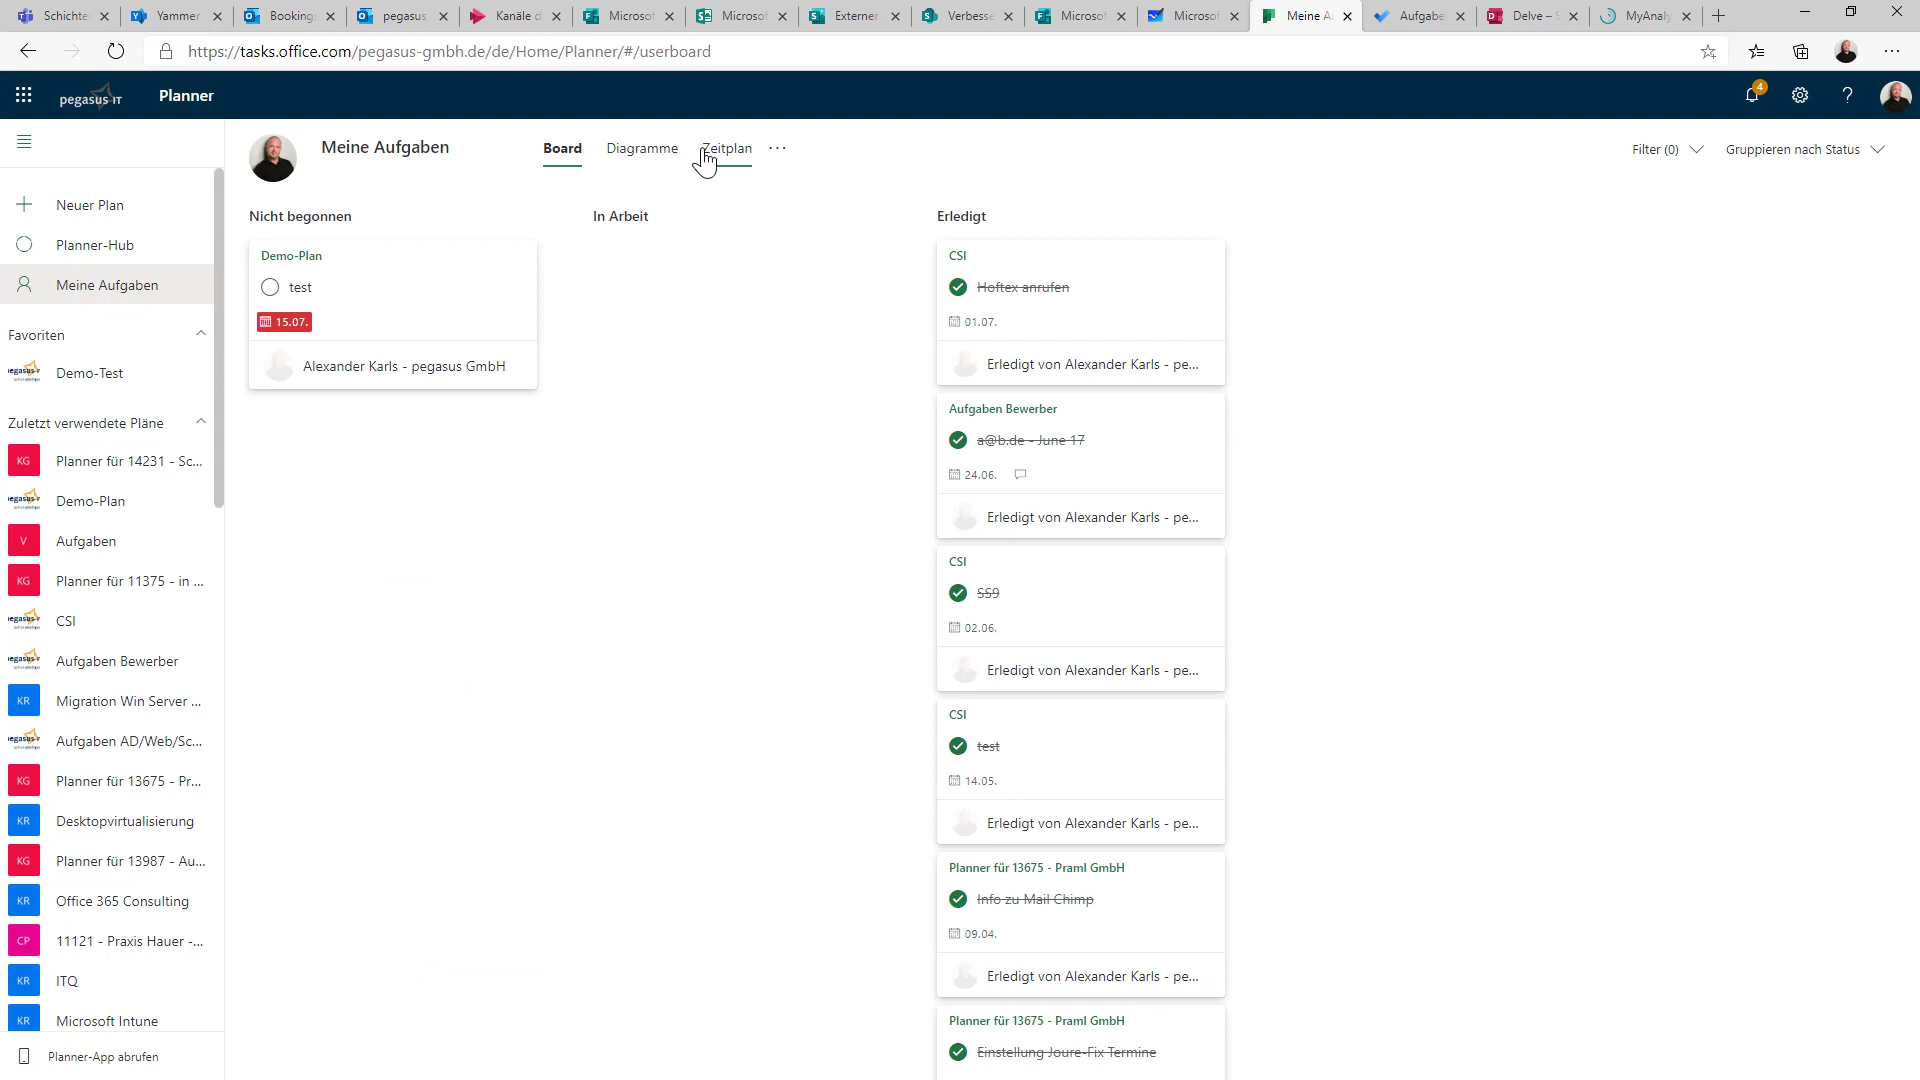 Schichter
Yammer
Booking
pegasus
Kanäle d
Microsof
Microsof
Externer
Verbesse
Microsof
Microsof
Meine A
Aufgabe
Delve – S
MyAnaly
https://tasks.office.com/pegasus-gmbh.de/de/Home/Planner/#/userboard
pegasus IT
Planner
4
?
Meine Aufgaben
Board
Diagramme
Zeitplan
Filter (0)
Gruppieren nach Status
Neuer Plan
Planner-Hub
Meine Aufgaben
Favoriten
Demo-Test
Zuletzt verwendete Pläne
KG
Planner für 14231 - Sc...
Demo-Plan
V
Aufgaben
KG
Planner für 11375 - in ...
CSI
Aufgaben Bewerber
KR
Migration Win Server ...
Aufgaben AD/Web/Sc...
KG
Planner für 13675 - Pr...
KR
Desktopvirtualisierung
KG
Planner für 13987 - Au...
KR
Office 365 Consulting
CP
11121 - Praxis Hauer -...
KR
ITQ
KR
Microsoft Intune
Planner-App abrufen
Nicht begonnen
Demo-Plan
test
15.07.
Alexander Karls - pegasus GmbH
In Arbeit
Erledigt
CSI
Hoftex anrufen
01.07.
Erledigt von Alexander Karls - pe...
Aufgaben Bewerber
a@b.de - June 17
24.06.
Erledigt von Alexander Karls - pe...
CSI
SS9
02.06.
Erledigt von Alexander Karls - pe...
CSI
test
14.05.
Erledigt von Alexander Karls - pe...
Planner für 13675 - Praml GmbH
Info zu Mail Chimp
09.04.
Erledigt von Alexander Karls - pe...
Planner für 13675 - Praml GmbH
Einstellung Joure-Fix Termine